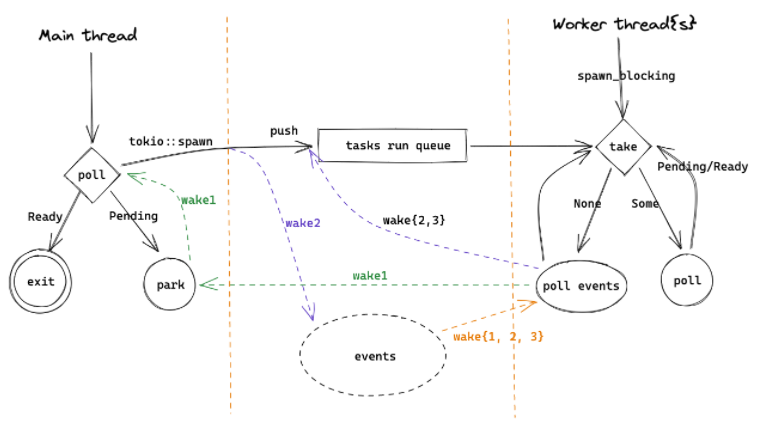 Main thread
Worker thread{s}
spawn_blocking
tokio::spawn
push
tasks run queue
take
poll
Pending/Ready
Ready
Pending
wake1
wake2
wake{2,3}
None
Some
exit
park
wake1
poll events
poll
wake{1, 2, 3}
events